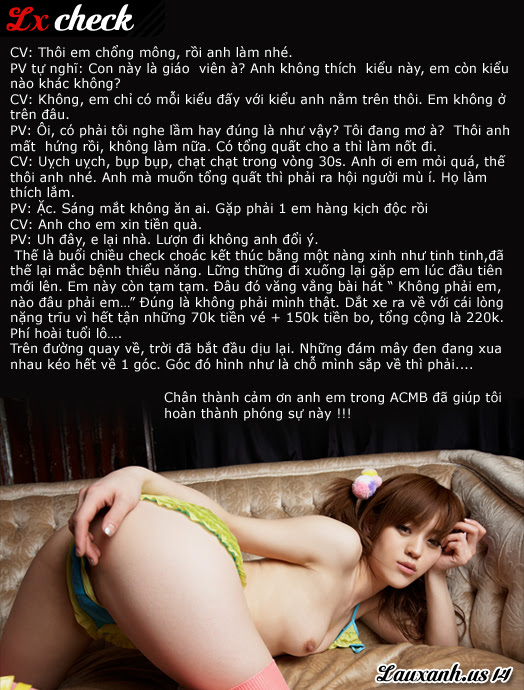 Lx check
CV: Thôi em chổng mông, rồi anh làm nhé.
PV tự nghĩ: Con này là giáo viên à? Anh không thích kiểu này, em còn kiểu
nào khác không?
CV: Không, em chỉ có mỗi kiểu đấy với kiểu anh nằm trên thôi. Em không ở
trên đâu.
PV: Ôi, có phải tôi nghe lầm hay đúng là như vậy? Tôi đang mơ à? Thôi anh
mất hứng rồi, không làm nữa. Có tổng quất cho a thì làm nốt đi.
CV: Uỵch uỵch, bụp bụp, chạt chạt trong vòng 30s. Anh ơi em mỏi quá, thế
thôi anh nhé. Anh mà muốn tổng quất thì phải ra hội người mù í. Họ làm
thích lắm.
PV: Ặc. Sáng mắt không ăn ai. Gặp phải 1 em hàng kịch độc rồi
CV: Anh cho em xin tiền quà.
PV: Uh đây, e lại nhà. Lượn đi không anh đổi ý.
Thế là buổi chiều check choác kết thúc bằng một nàng xinh như tinh tinh,đã
thế lại mắc bệnh thiểu năng. Lững thững đi xuống lại gặp em lúc đầu tiên
mới lên. Em này còn tạm tạm. Đâu đó văng vẳng bài hát “ Không phải em,
nào đâu phải em...” Đúng là không phải mình thật. Dắt xe ra về với cái lòng
nặng trĩu vì hết tận những 70k tiền vé + 150k tiền bo, tổng cộng là 220k.
Phí hoài tuổi lô....
Trên đường quay về, trời đã bắt đầu dịu lại. Những đám mây đen đang xua
nhau kéo hết về 1 góc. Góc đó hình như là chỗ mình sắp về thì phải....
Chân thành cảm ơn anh em trong ACMB đã giúp tôi
hoàn thành phóng sự này !!!
Lauxanh.us 14